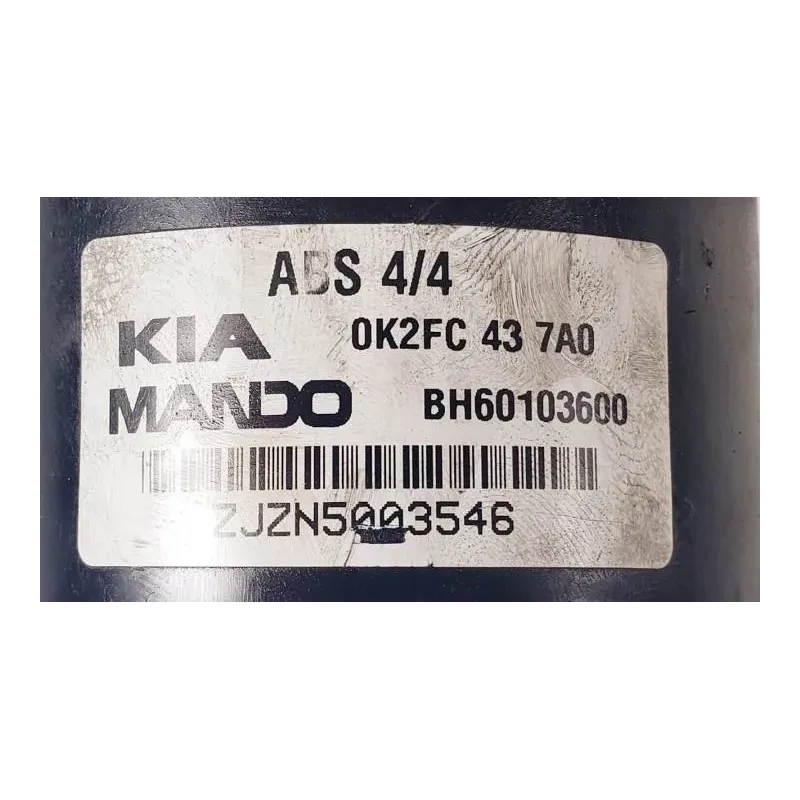 ABS 4/4
KIA 0K2FC 43 7A0
MANDO BH60103600
ZJZN5003546